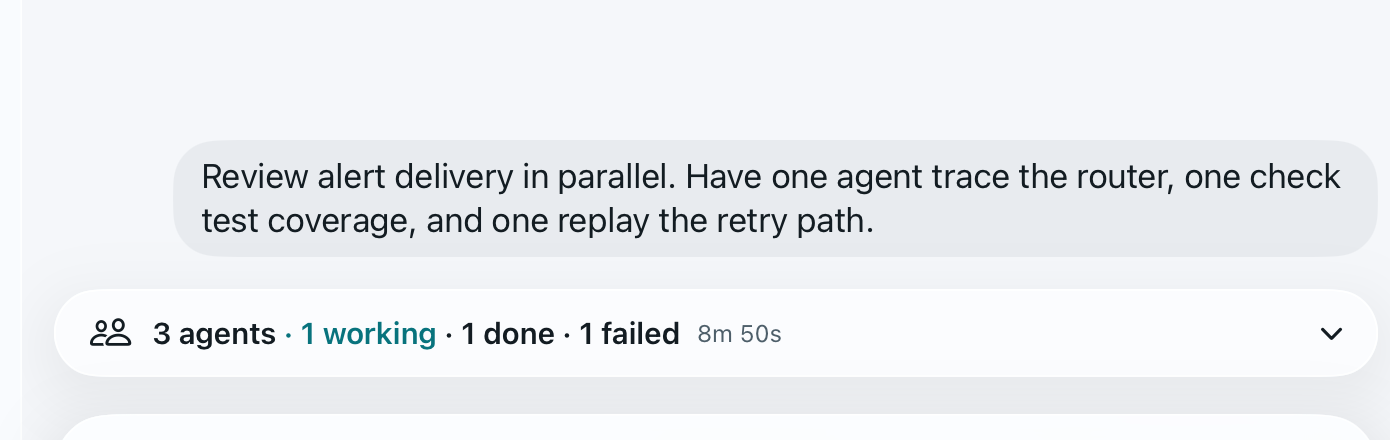 Review alert delivery in parallel. Have one agent trace the router, one check
test coverage, and one replay the retry path.
3 agents · 1 working · 1 done · 1 failed 8m 50s